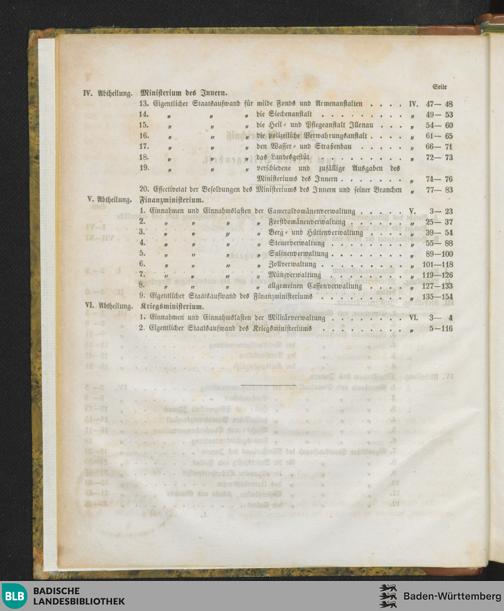 Seite
IV. Abtheilung. Ministerium des Innern.
13. Eigentlicher Staatsaufwand für milde Fonds und Armenanstalten . . . . IV. 47— 48
14. „ „ „ die Siechenanstalt . . . . . . . . . „ 49— 53
15. „ „ „ die Heil- und Pflegeanstalt Illenau . . . . „ 54— 60
16. „ „ „ die polizeiliche Verwahrungsanstalt . . . . „ 61— 65
17. „ „ „ den Wasser- und Straßenbau . . . . . „ 66— 71
18. „ „ „ das Landesgestüt . . . . . . . . . „ 72— 73
19. „ „ „ verschiedene und zufällige Ausgaben des
Ministeriums des Innern . . . . . . . „ 74— 76
20. Effectivetat der Besoldungen des Ministeriums des Innern und seiner Branchen „ 77— 83
V. Abtheilung. Finanzministerium.
1. Einnahmen und Einnahmslasten der Cameraldomänenverwaltung . . . . . V. 3— 23
2. „ „ „ „ Forstdomänenverwaltung . . . . . . „ 25— 37
3. „ „ „ „ Berg- und Hüttenverwaltung . . . . . „ 39— 54
4. „ „ „ „ Steuerverwaltung . . . . . . . . „ 55— 88
5. „ „ „ „ Salinenverwaltung . . . . . . . . „ 89—100
6. „ „ „ „ Zollverwaltung . . . . . . . . . „ 101—118
7. „ „ „ „ Münzverwaltung . . . . . . . . . „ 119—126
8. „ „ „ „ allgemeinen Cassenverwaltung . . . . . „ 127—133
9. Eigentlicher Staatsaufwand des Finanzministeriums . . . . . . . . . „ 135—154
VI. Abtheilung. Kriegsministerium.
1. Einnahmen und Einnahmslasten der Militärverwaltung . . . . . . . . VI. 3— 4
2. Eigentlicher Staatsaufwand des Kriegsministeriums . . . . . . . . . „ 5—116
BLB BADISCHE
LANDESBIBLIOTHEK
Baden-Württemberg